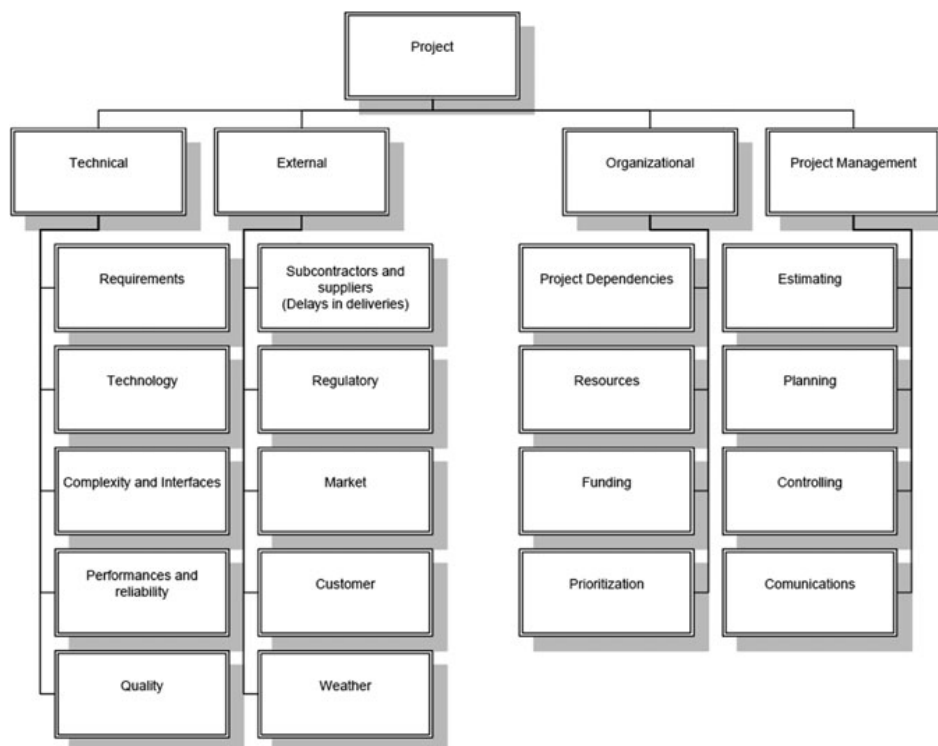 Project
Technical
External
Organizational
Project Management
Requirements
Technology
Complexity and Interfaces
Performances and
reliability
Quality
Subcontractors and
suppliers
(Delays in deliveries)
Regulatory
Market
Customer
Weather
Project Dependencies
Resources
Funding
Prioritization
Estimating
Planning
Controlling
Comunications